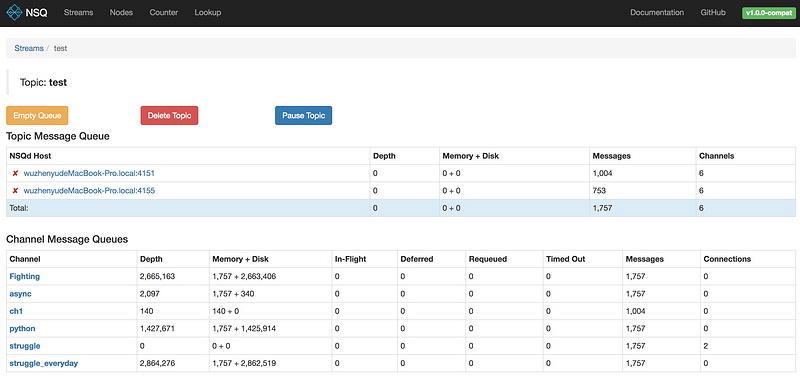 NSQ Streams Nodes Counter Lookup Documentation GitHub v1.0.0-compat
Streams / test
Topic: test
Empty Queue Delete Topic Pause Topic
Topic Message Queue
NSQd Host Depth Memory + Disk Messages Channels
✘ wuzhenyudeMacBook-Pro.local:4151 0 0 + 0 1,004 6
✘ wuzhenyudeMacBook-Pro.local:4155 0 0 + 0 753 6
Total: 0 0 + 0 1,757 6
Channel Message Queues
Channel Depth Memory + Disk In-Flight Deferred Requeued Timed Out Messages Connections
Fighting 2,665,163 1,757 + 2,663,406 0 0 0 0 1,757 0
async 2,097 1,757 + 340 0 0 0 0 1,757 0
ch1 140 140 + 0 0 0 0 0 1,004 0
python 1,427,671 1,757 + 1,425,914 0 0 0 0 1,757 0
struggle 0 0 + 0 0 0 0 0 1,757 2
struggle_everyday 2,864,276 1,757 + 2,862,519 0 0 0 0 1,757 0